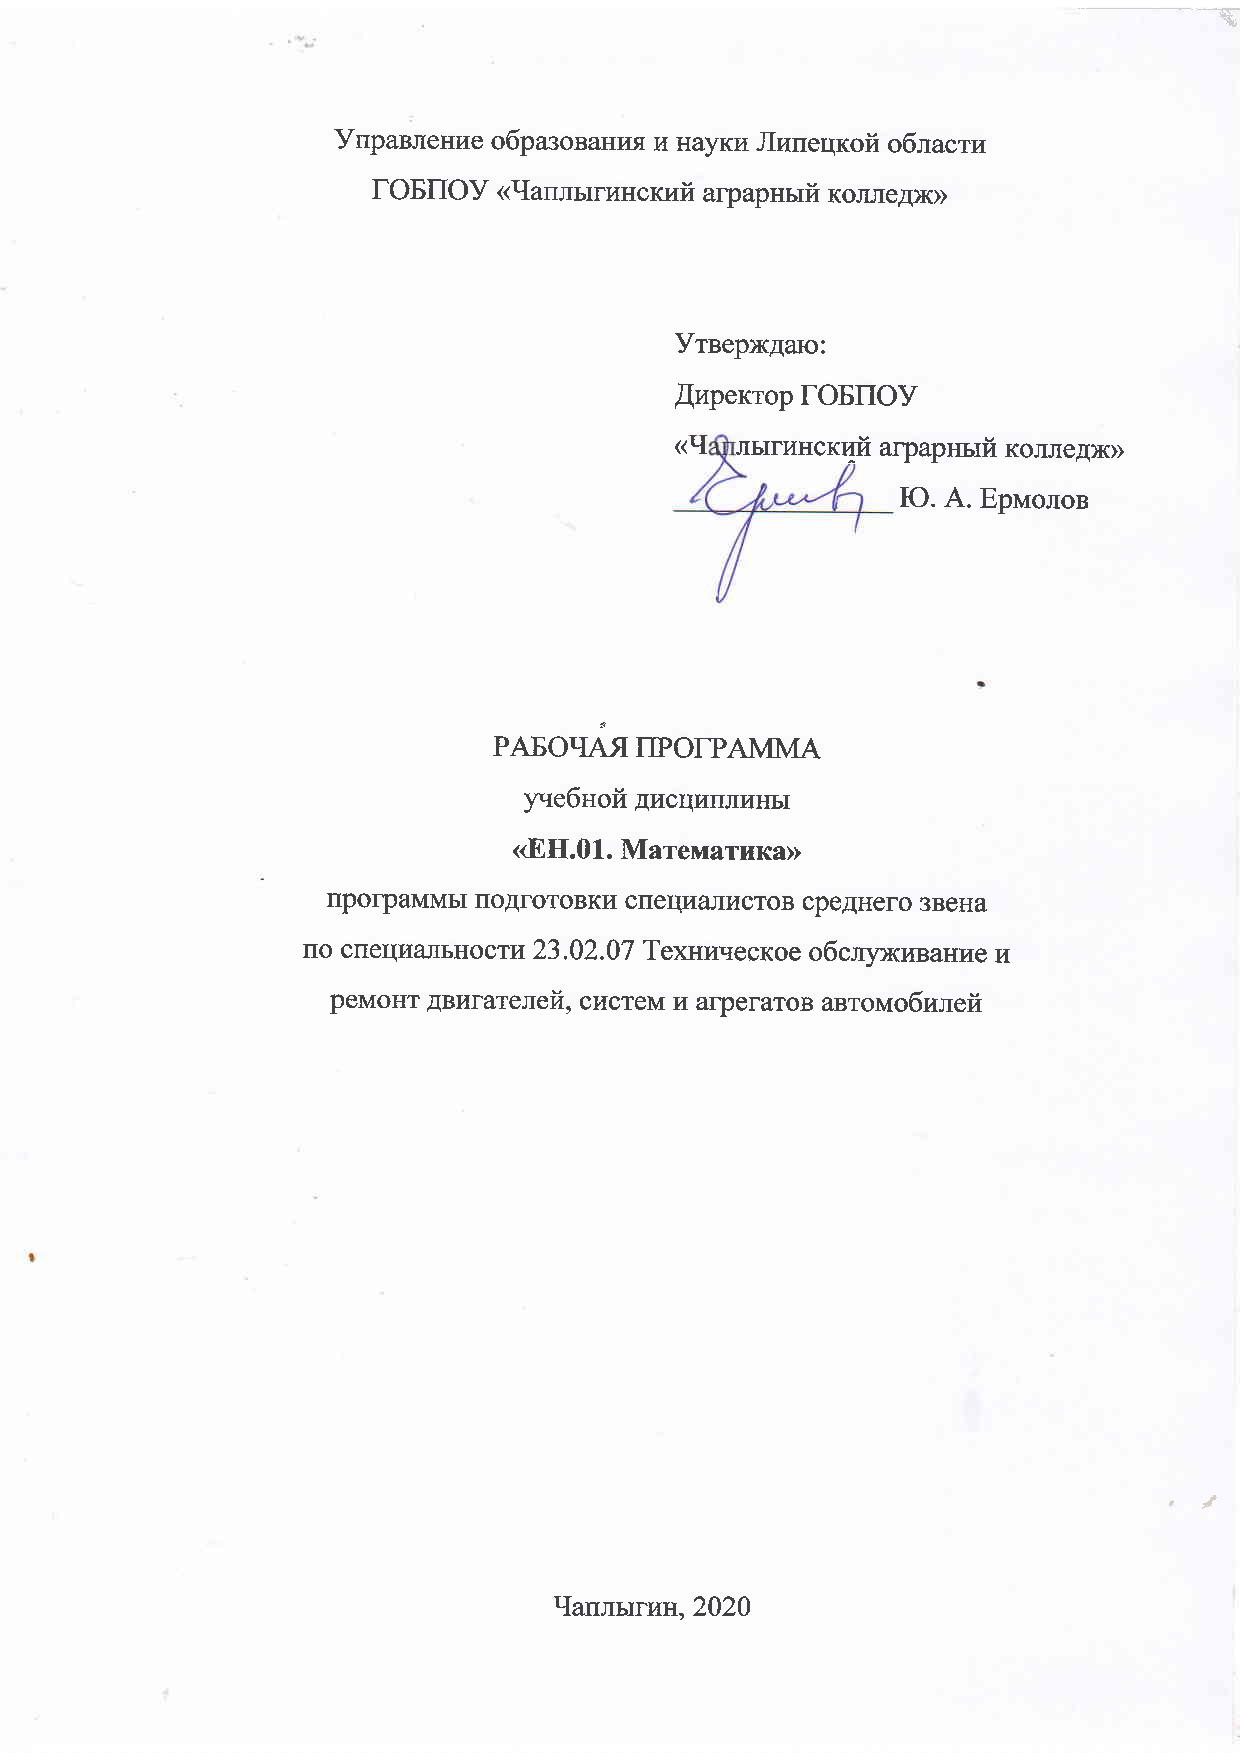 Управление образования и науки Липецкой области
ГОБПОУ «Чаплыгинский аграрный колледж»
Утверждаю:
Директор ГОБПОУ
«Чаплыгинский аграрный колледж»
Ю. А. Ермолов
РАБОЧАЯ ПРОГРАММА
учебной дисциплины
«ЕН.01. Математика»
программы подготовки специалистов среднего звена
по специальности 23.02.07 Техническое обслуживание и
ремонт двигателей, систем и агрегатов автомобилей
Чаплыгин, 2020